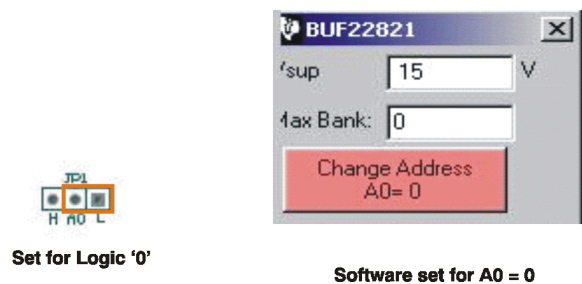 BUF22821
Vsup 15 V
Max Bank: 0
Change Address
A0= 0
JP1
H A0 L
Set for Logic ‘0’
Software set for A0 = 0